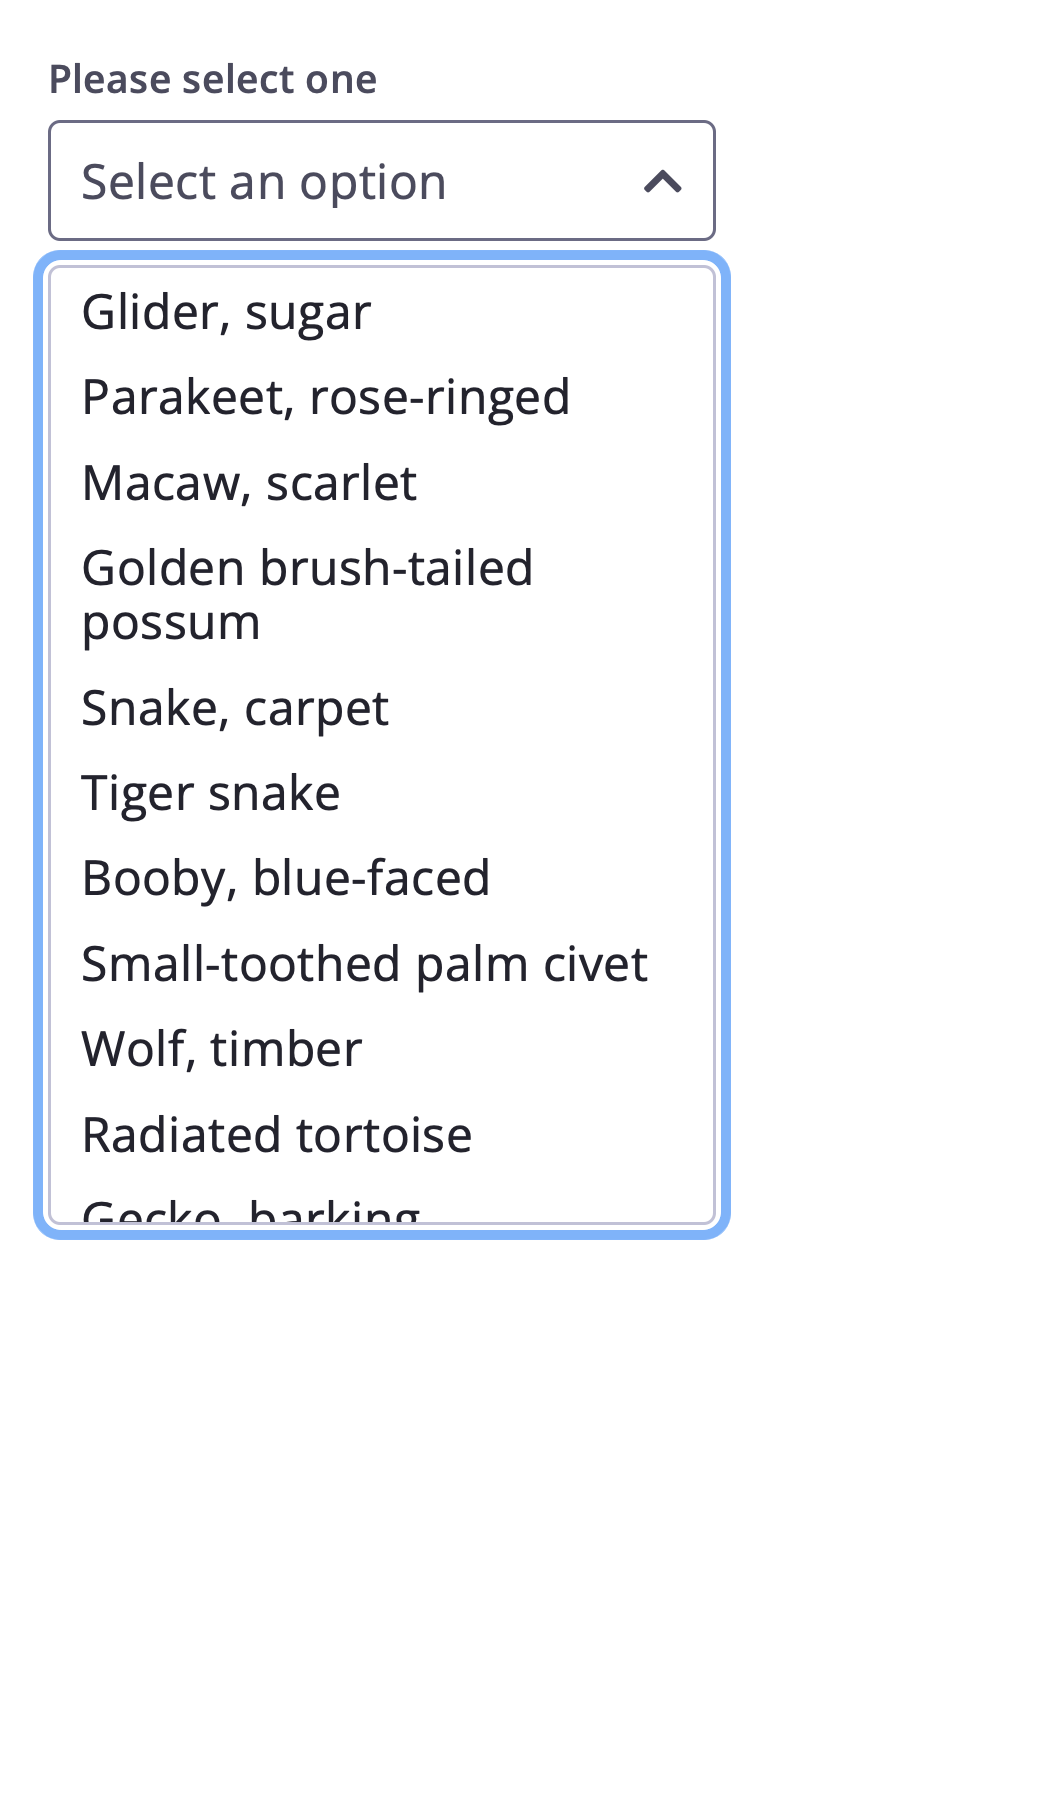 Please select one
Select an option
Glider, sugar
Parakeet, rose-ringed
Macaw, scarlet
Golden brush-tailed
possum
Snake, carpet
Tiger snake
Booby, blue-faced
Small-toothed palm civet
Wolf, timber
Radiated tortoise
Gecko, barking